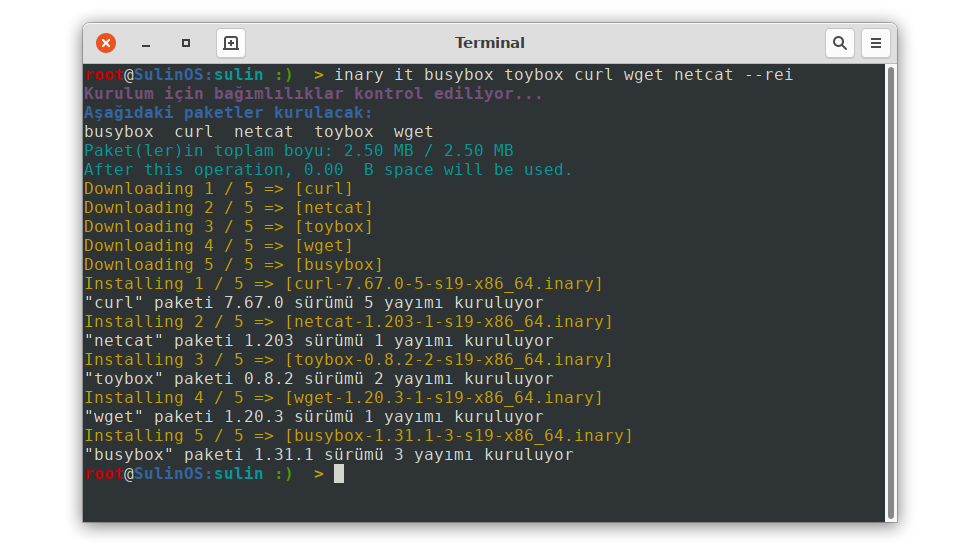 Terminal
root@SulinOS:sulin :)  > inary it busybox toybox curl wget netcat --rei
Kurulum için bağımlılıklar kontrol ediliyor...
Aşağıdaki paketler kurulacak:
busybox  curl  netcat  toybox  wget
Paket(ler)in toplam boyu: 2.50 MB / 2.50 MB
After this operation, 0.00  B space will be used.
Downloading 1 / 5 => [curl]
Downloading 2 / 5 => [netcat]
Downloading 3 / 5 => [toybox]
Downloading 4 / 5 => [wget]
Downloading 5 / 5 => [busybox]
Installing 1 / 5 => [curl-7.67.0-5-s19-x86_64.inary]
"curl" paketi 7.67.0 sürümü 5 yayımı kuruluyor
Installing 2 / 5 => [netcat-1.203-1-s19-x86_64.inary]
"netcat" paketi 1.203 sürümü 1 yayımı kuruluyor
Installing 3 / 5 => [toybox-0.8.2-2-s19-x86_64.inary]
"toybox" paketi 0.8.2 sürümü 2 yayımı kuruluyor
Installing 4 / 5 => [wget-1.20.3-1-s19-x86_64.inary]
"wget" paketi 1.20.3 sürümü 1 yayımı kuruluyor
Installing 5 / 5 => [busybox-1.31.1-3-s19-x86_64.inary]
"busybox" paketi 1.31.1 sürümü 3 yayımı kuruluyor
root@SulinOS:sulin :)  >